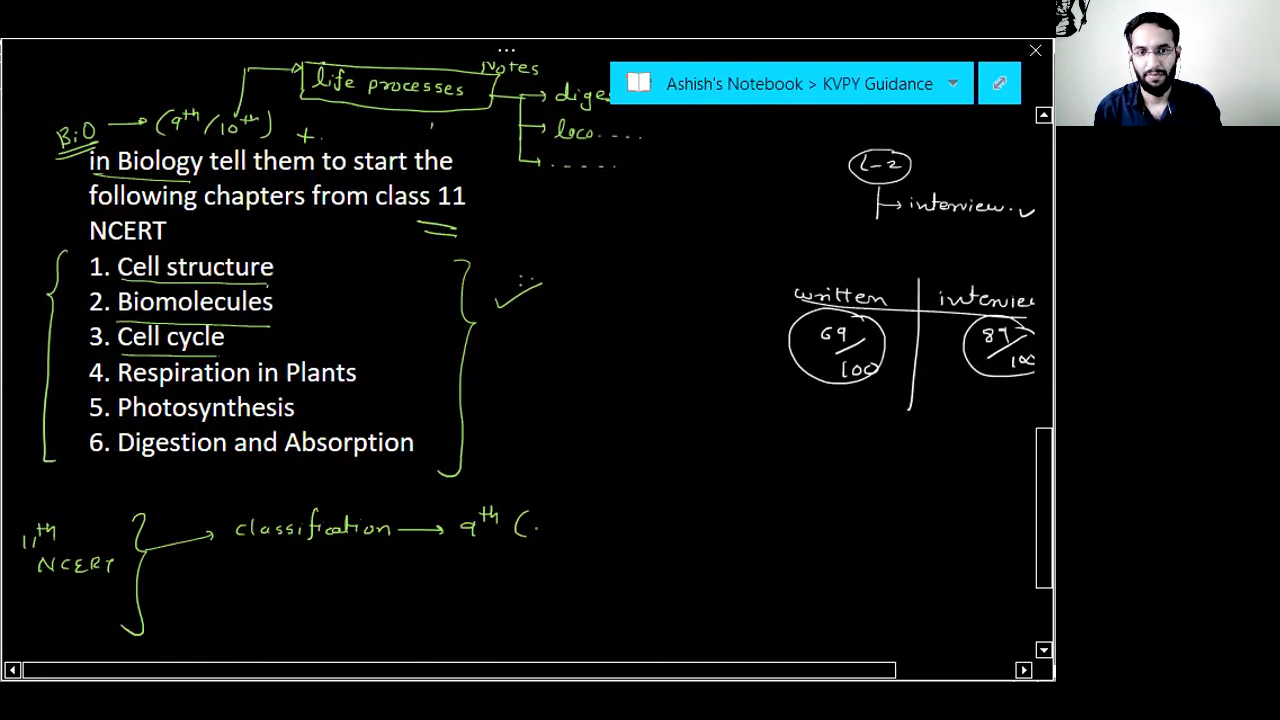 Notes
life processes
Ashish's Notebook > KVPY Guidance
BiO → (9th/10th) +
→ diges
→ loco....
in Biology tell them to start the
following chapters from class 11
NCERT
1. Cell structure
2. Biomolecules
3. Cell cycle
4. Respiration in Plants
5. Photosynthesis
6. Digestion and Absorption
L-2
→ interview.
written
interview
69/100
89/100
11th
NCERT
classification → 9th (.